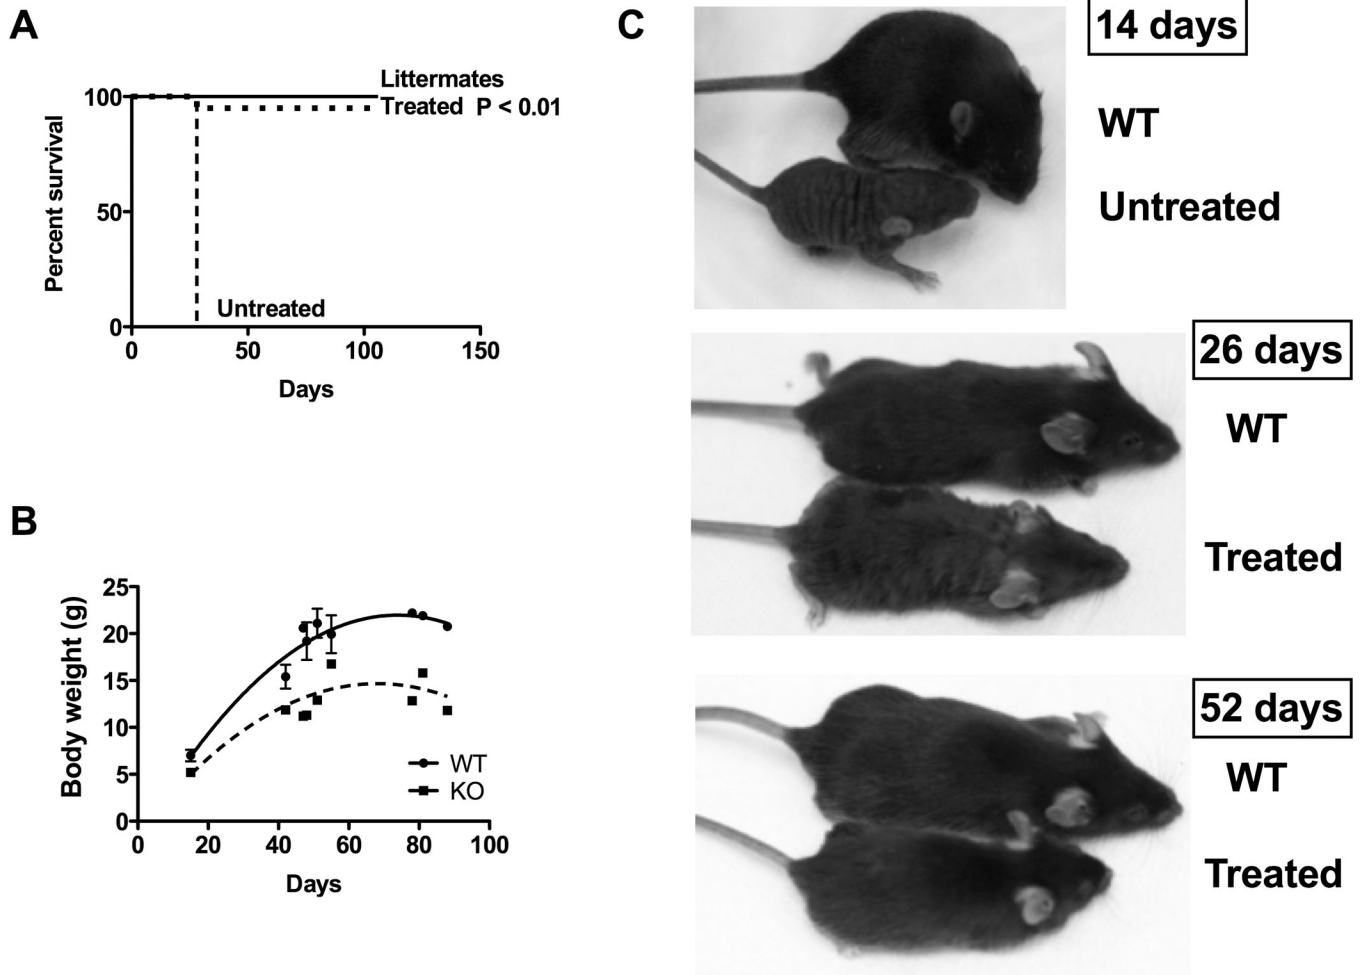 A
Littermates
Treated P < 0.01
100
50
0
Percent survival
Untreated
0 50 100 150
Days
B
25
20
15
10
5
0
Body weight (g)
WT
KO
0 20 40 60 80 100
Days
C
14 days
WT
Untreated
26 days
WT
Treated
52 days
WT
Treated